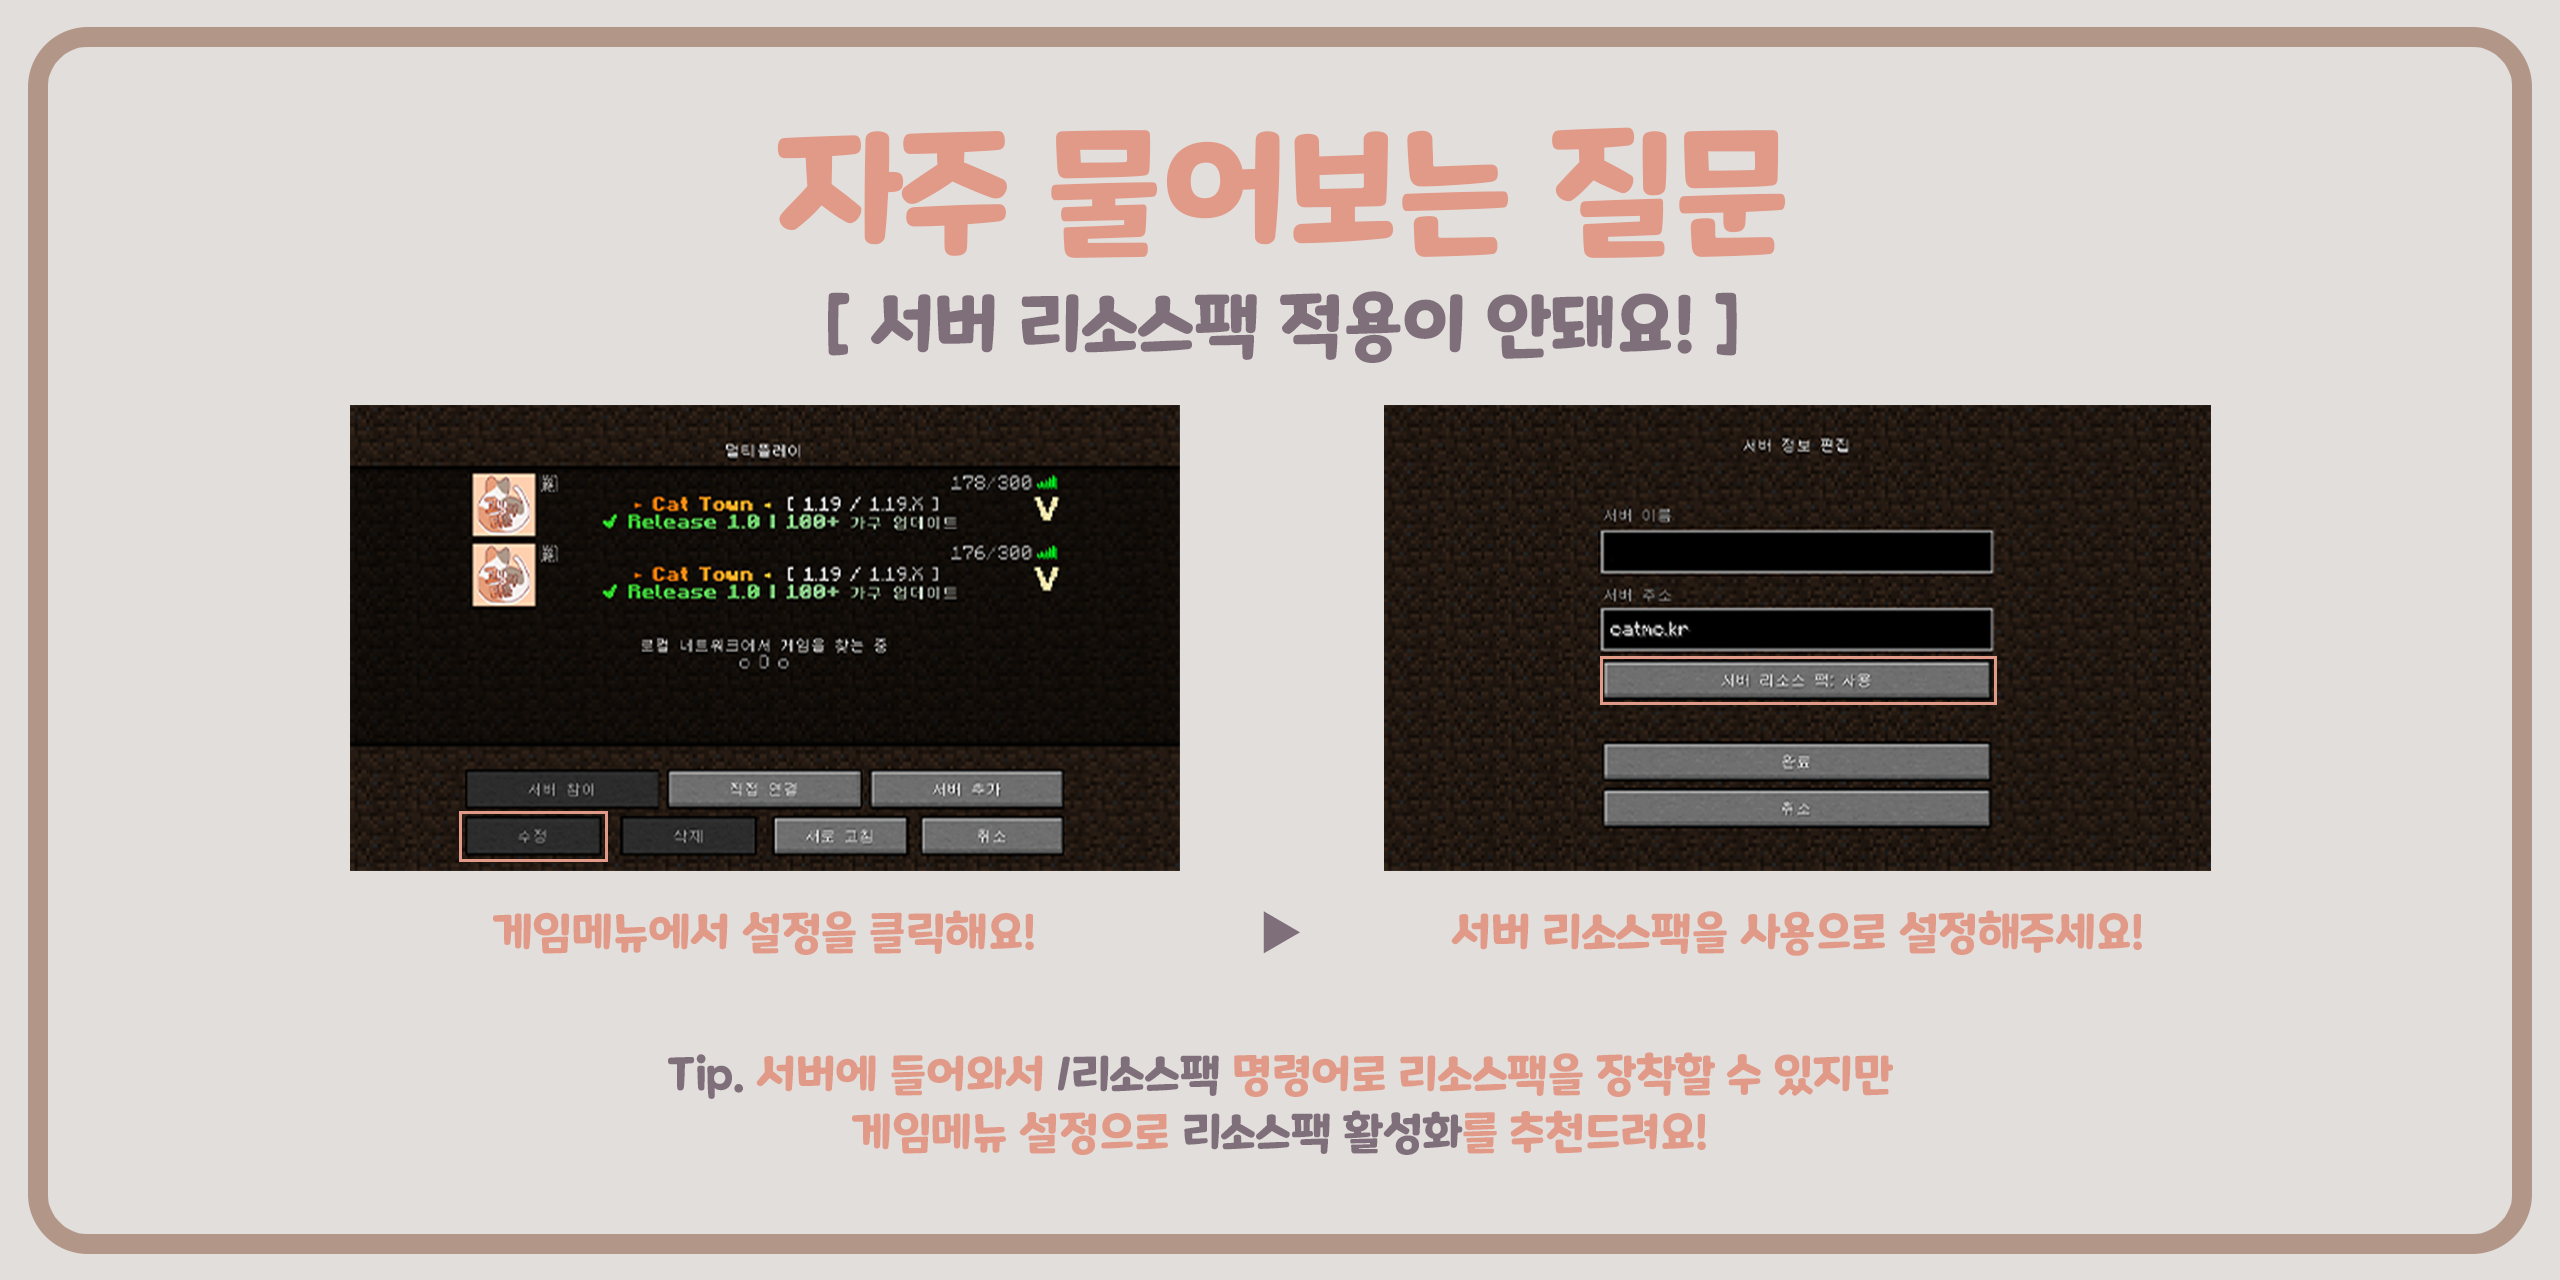 자주 물어보는 질문
[ 서버 리소스팩 적용이 안돼요! ]
멀티플레이
178/300
Cat Town [ 1.19 / 1.19.X ]
V
✔ Release 1.0 | 100+ 가구 업데이트
176/300
Cat Town [ 1.19 / 1.19.X ]
V
✔ Release 1.0 | 100+ 가구 업데이트
로컬 네트워크에서 게임을 찾는 중
o O o
서버 참여 직접 연결 서버 추가
수정 삭제 새로 고침 취소
서버 정보 편집
서버 이름
서버 주소
catmc.kr
서버 리소스 팩: 사용
완료
취소
게임메뉴에서 설정을 클릭해요!
▶
서버 리소스팩을 사용으로 설정해주세요!
Tip. 서버에 들어와서 /리소스팩 명령어로 리소스팩을 장착할 수 있지만
게임메뉴 설정으로 리소스팩 활성화를 추천드려요!